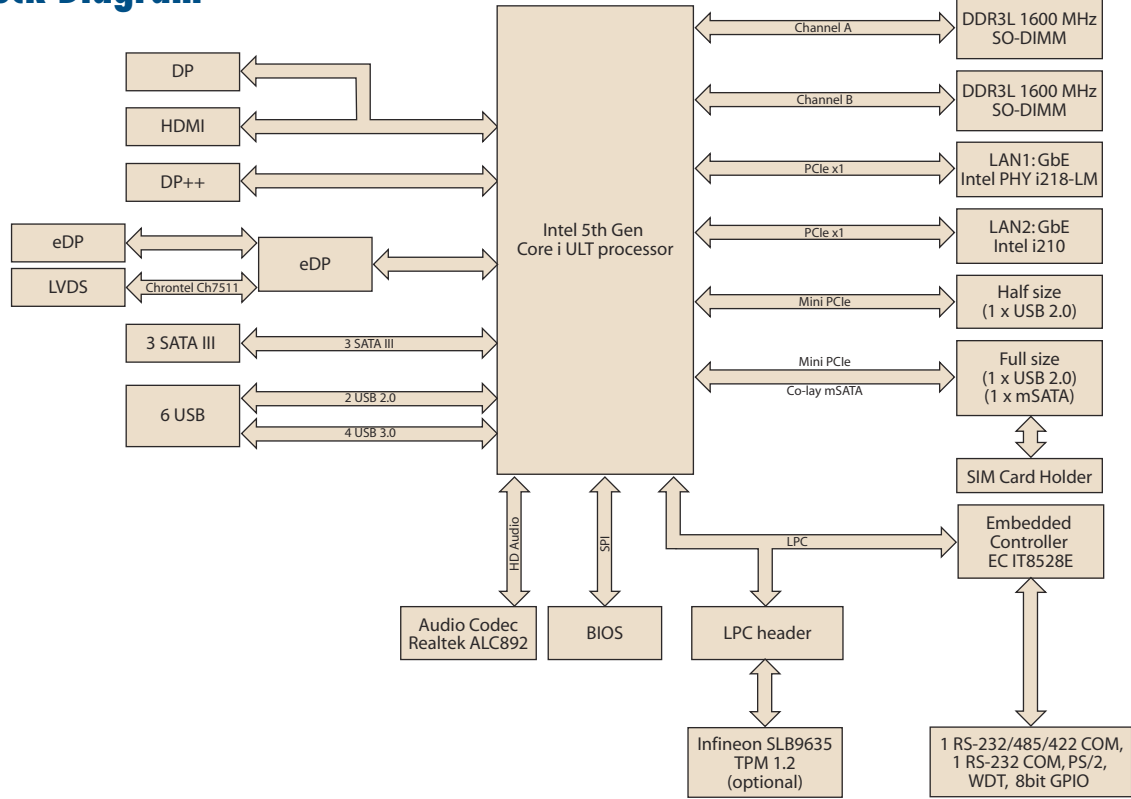 Diagram
DP
HDMI
DP++
eDP
LVDS
Chrontel Ch7511
eDP
3 SATA III
3 SATA III
6 USB
2 USB 2.0
4 USB 3.0
Intel 5th Gen
Core i ULT processor
Channel A
DDR3L 1600 MHz
SO-DIMM
Channel B
DDR3L 1600 MHz
SO-DIMM
PCIe x1
LAN1: GbE
Intel PHY i218-LM
PCIe x1
LAN2: GbE
Intel i210
Mini PCIe
Half size
(1 x USB 2.0)
Mini PCIe
Co-lay mSATA
Full size
(1 x USB 2.0)
(1 x mSATA)
SIM Card Holder
HD Audio
SPI
LPC
Embedded
Controller
EC IT8528E
Audio Codec
Realtek ALC892
BIOS
LPC header
Infineon SLB9635
TPM 1.2
(optional)
1 RS-232/485/422 COM,
1 RS-232 COM, PS/2,
WDT, 8bit GPIO